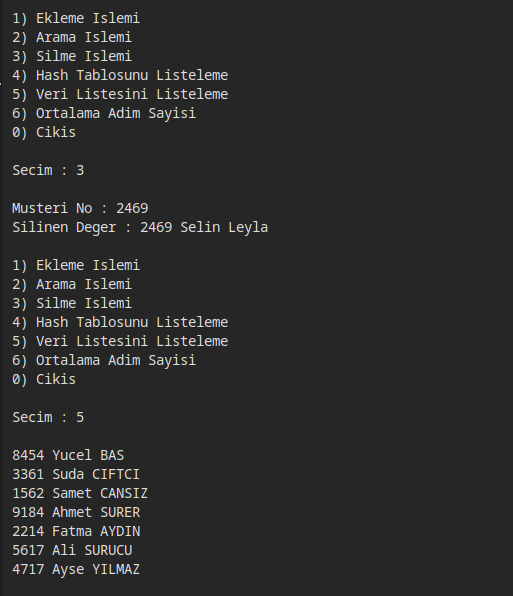 1) Ekleme Islemi
2) Arama Islemi
3) Silme Islemi
4) Hash Tablosunu Listeleme
5) Veri Listesini Listeleme
6) Ortalama Adim Sayisi
0) Cikis
Secim : 3
Musteri No : 2469
Silinen Deger : 2469 Selin Leyla
1) Ekleme Islemi
2) Arama Islemi
3) Silme Islemi
4) Hash Tablosunu Listeleme
5) Veri Listesini Listeleme
6) Ortalama Adim Sayisi
0) Cikis
Secim : 5
8454 Yucel BAS
3361 Suda CIFTCI
1562 Samet CANSIZ
9184 Ahmet SURER
2214 Fatma AYDIN
5617 Ali SURUCU
4717 Ayse YILMAZ